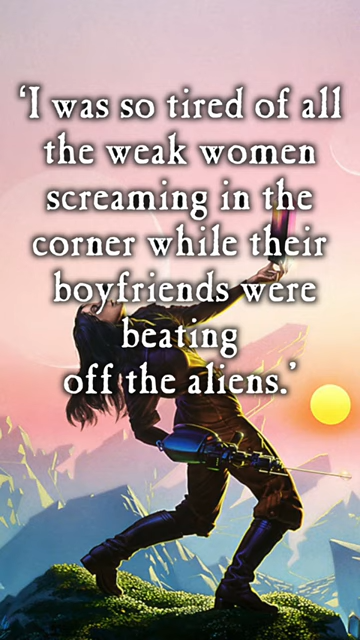 ‘I was so tired of all
the weak women
screaming in the
corner while their
boyfriends were
beating
off the aliens.’